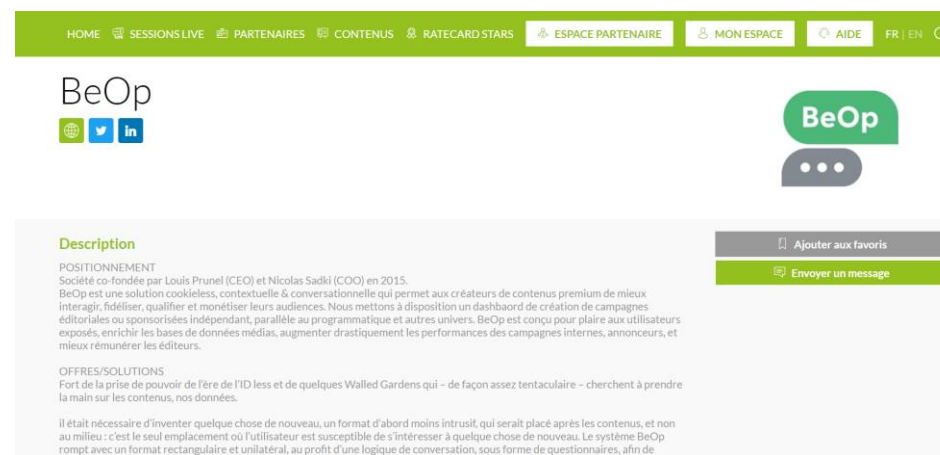 HOME SESSIONS LIVE PARTENAIRES CONTENUS RATECARD STARS ESPACE PARTENAIRE MON ESPACE AIDE FR | EN
BeOp
in
BeOp
Description
Ajouter aux favoris
Envoyer un message
POSITIONNEMENT
Société co-fondée par Louis Prunel (CEO) et Nicolas Sadki (COO) en 2015.
BeOp est une solution cookieless, contextuelle & conversationnelle qui permet aux créateurs de contenus premium de mieux
interagir, fidéliser, qualifier et monétiser leurs audiences. Nous mettons à disposition un dashbaord de création de campagnes
éditoriales ou sponsorisées indépendant, parallèle au programmatique et autres univers. BeOp est conçu pour plaire aux utilisateurs
exposés, enrichir les bases de données médias, augmenter drastiquement les performances des campagnes internes, annonceurs, et
mieux rémunérer les éditeurs.
OFFRES/SOLUTIONS
Fort de la prise de pouvoir de l'ère de l'ID less et de quelques Walled Gardens qui – de façon assez tentaculaire – cherchent à prendre
la main sur les contenus, nos données.
il était nécessaire d'inventer quelque chose de nouveau, un format d'abord moins intrusif, qui serait placé après les contenus, et non
au milieu : c'est le seul emplacement où l'utilisateur est susceptible de s'intéresser à quelque chose de nouveau. Le système BeOp
rompt avec un format rectangulaire et unilatéral, au profit d'une logique de conversation, sous forme de questionnaires, afin de